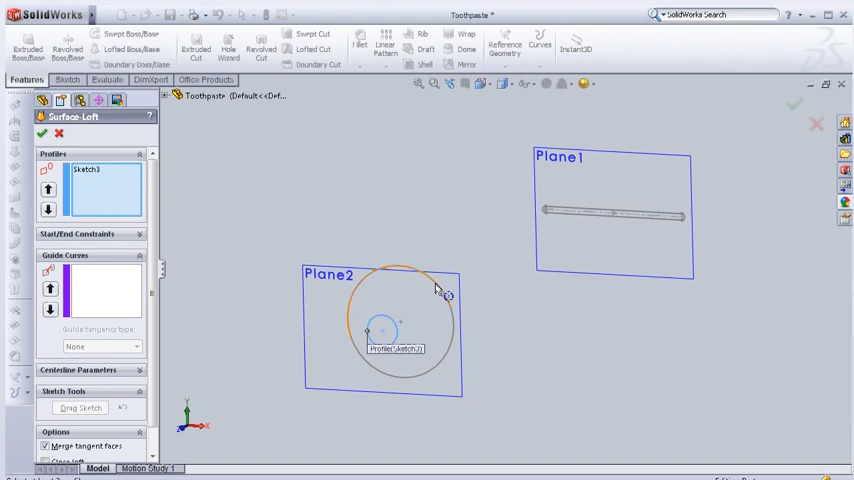 SolidWorks
Toothpaste *
SolidWorks Search
Extruded Boss/Base
Revolved Boss/Base
Swept Boss/Base
Lofted Boss/Base
Boundary Boss/Base
Extruded Cut
Hole Wizard
Revolved Cut
Swept Cut
Lofted Cut
Boundary Cut
Fillet
Linear Pattern
Rib
Draft
Shell
Wrap
Dome
Mirror
Reference Geometry
Curves
Instant3D
Features
Sketch
Evaluate
DimXpert
Office Products
Toothpaste (Default<<Def...
Surface-Loft
?
Profiles
Sketch3
Start/End Constraints
Guide Curves
Guide tangency type:
None
Centerline Parameters
Sketch Tools
Drag Sketch
Options
Merge tangent faces
Close loft
Plane1
Plane2
Profile(Sketch3)
Y
X
Z
Model
Motion Study 1